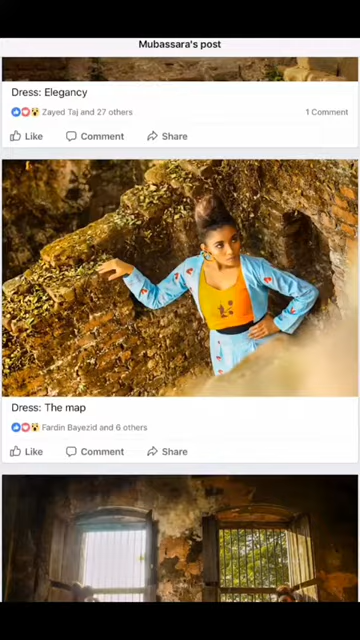 Mubassara's post
Dress: Elegancy
Zayed Taj and 27 others 1 Comment
Like Comment Share
Dress: The map
Fardin Bayezid and 6 others
Like Comment Share